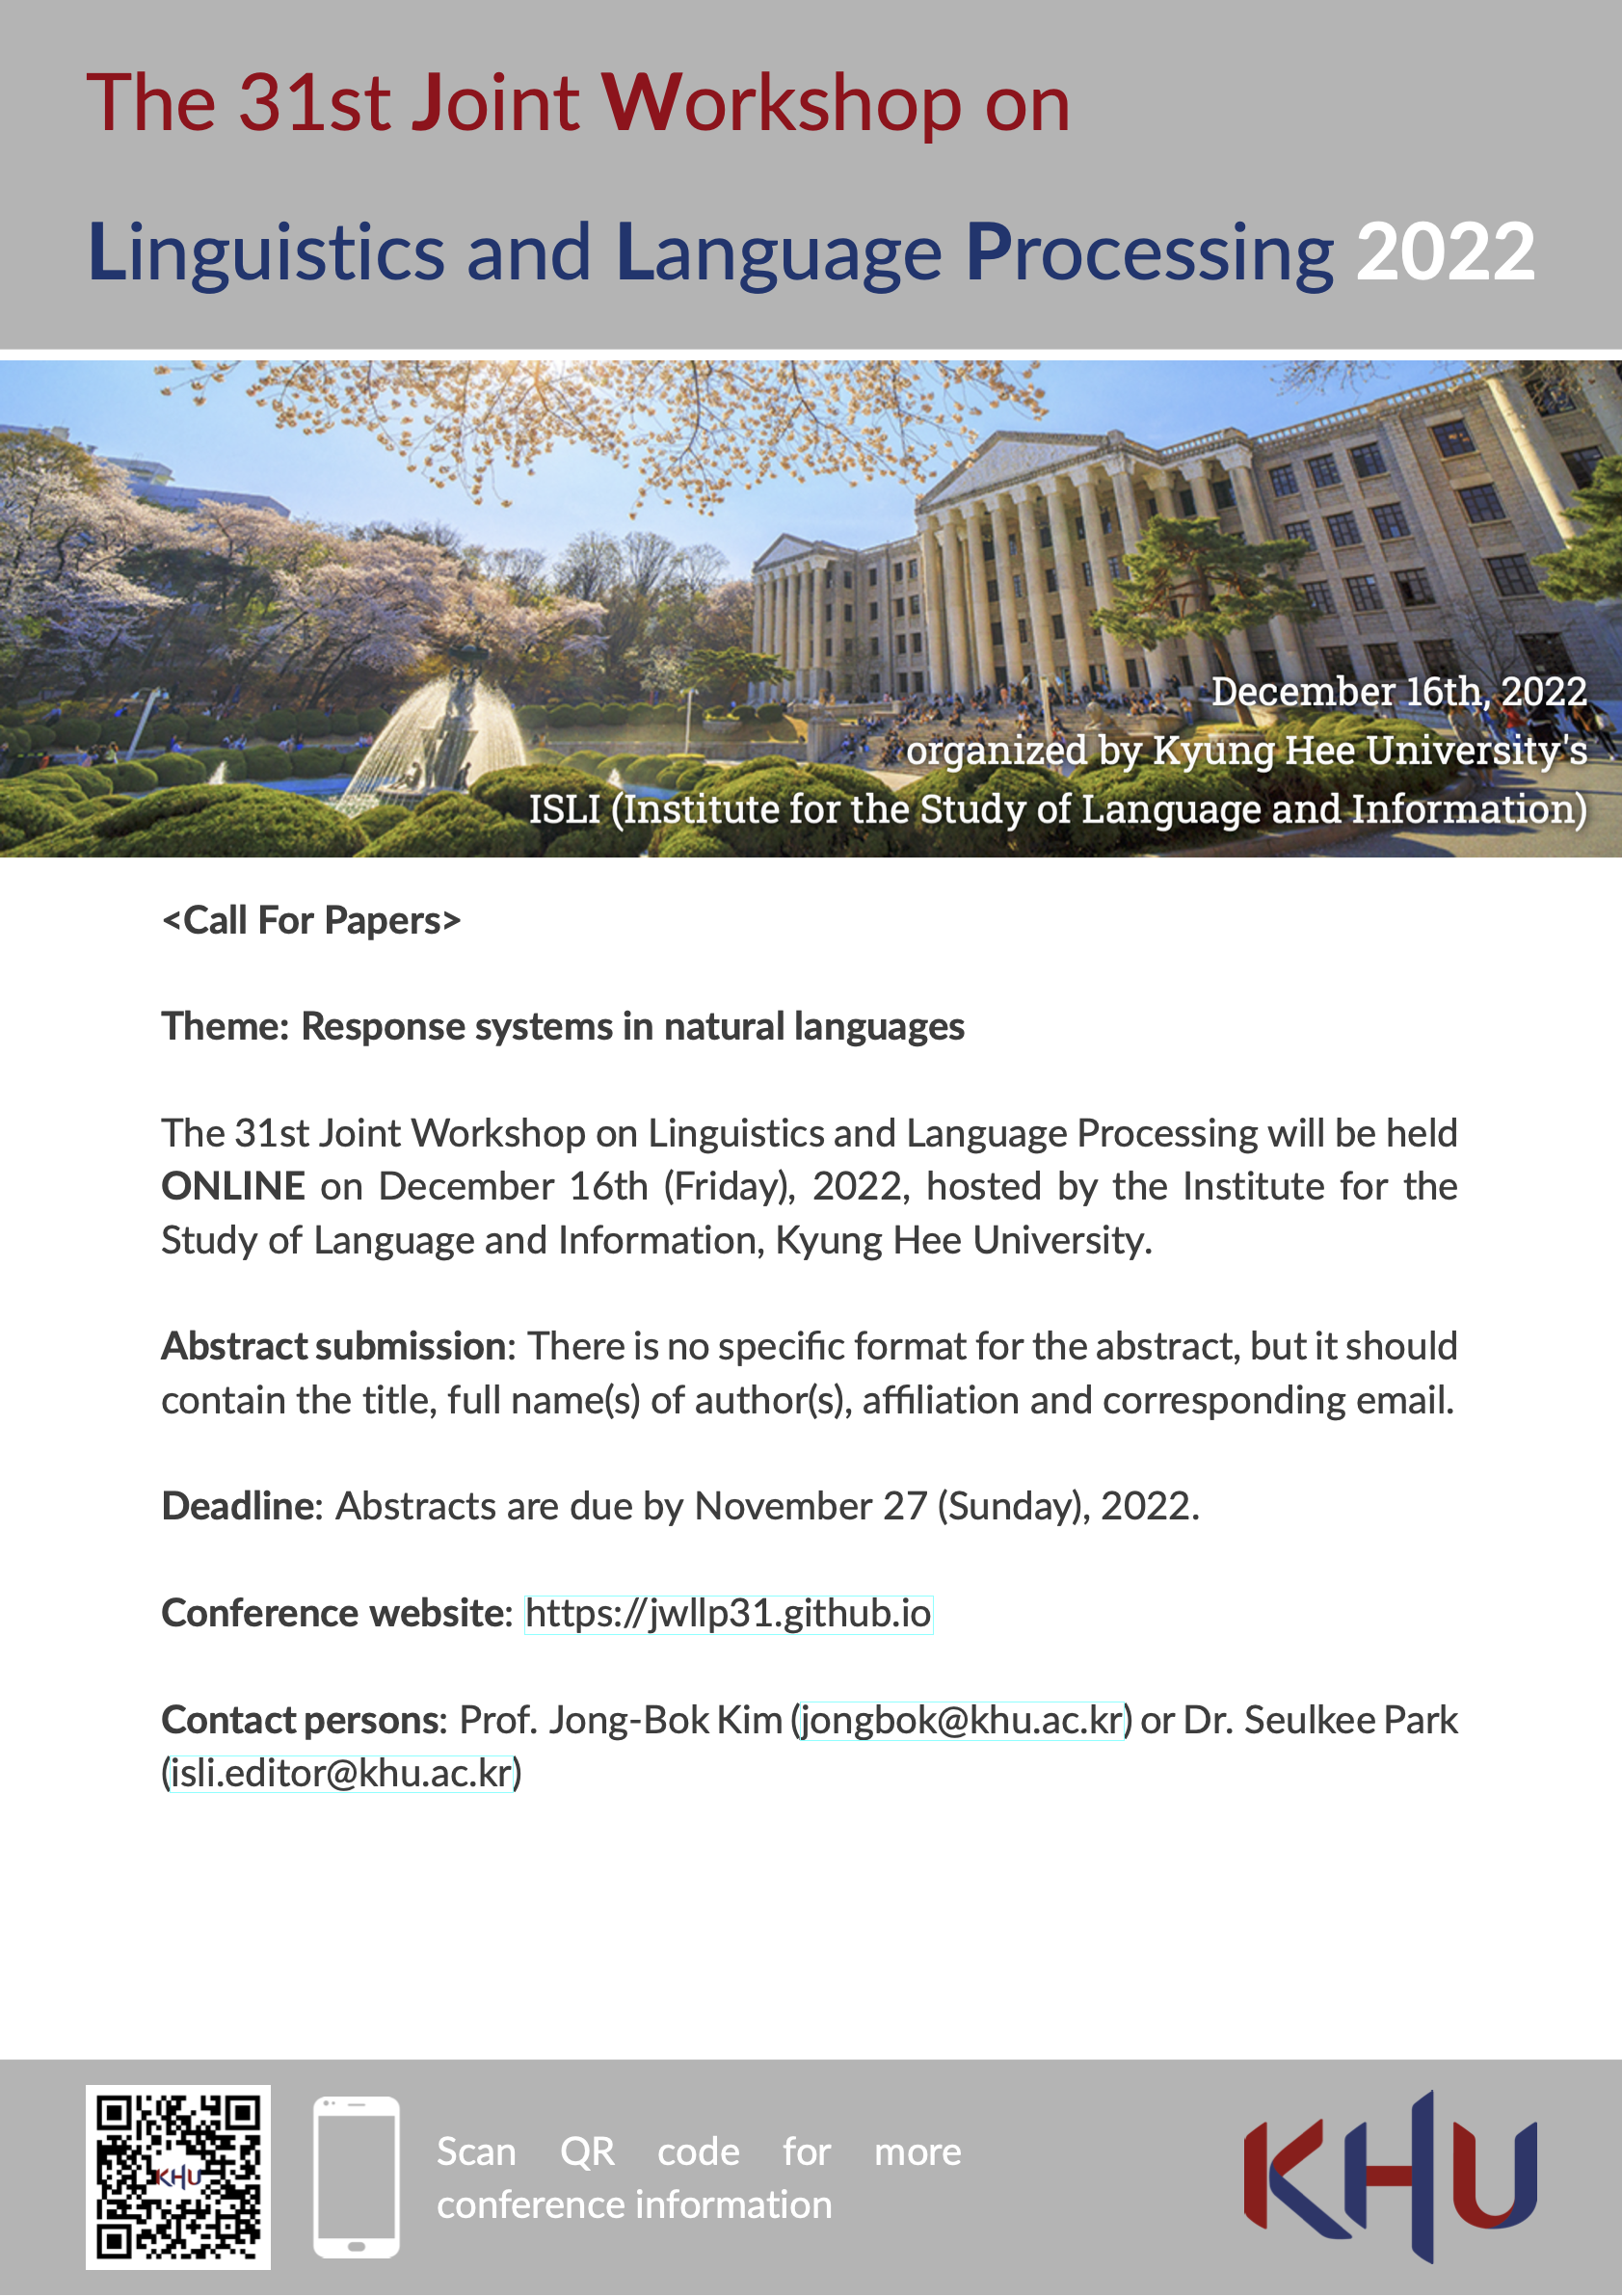 The 31st Joint Workshop on
Linguistics and Language Processing 2022
December 16th, 2022
organized by Kyung Hee University's
ISLI (Institute for the Study of Language and Information)
<Call For Papers>
Theme: Response systems in natural languages
The 31st Joint Workshop on Linguistics and Language Processing will be held
ONLINE on December 16th (Friday), 2022, hosted by the Institute for the
Study of Language and Information, Kyung Hee University.
Abstract submission: There is no specific format for the abstract, but it should
contain the title, full name(s) of author(s), affiliation and corresponding email.
Deadline: Abstracts are due by November 27 (Sunday), 2022.
Conference website: https://jwllp31.github.io
Contact persons: Prof. Jong-Bok Kim (jongbok@khu.ac.kr) or Dr. Seulkee Park
(isli.editor@khu.ac.kr)
KHU
Scan QR code for more
conference information
KHU